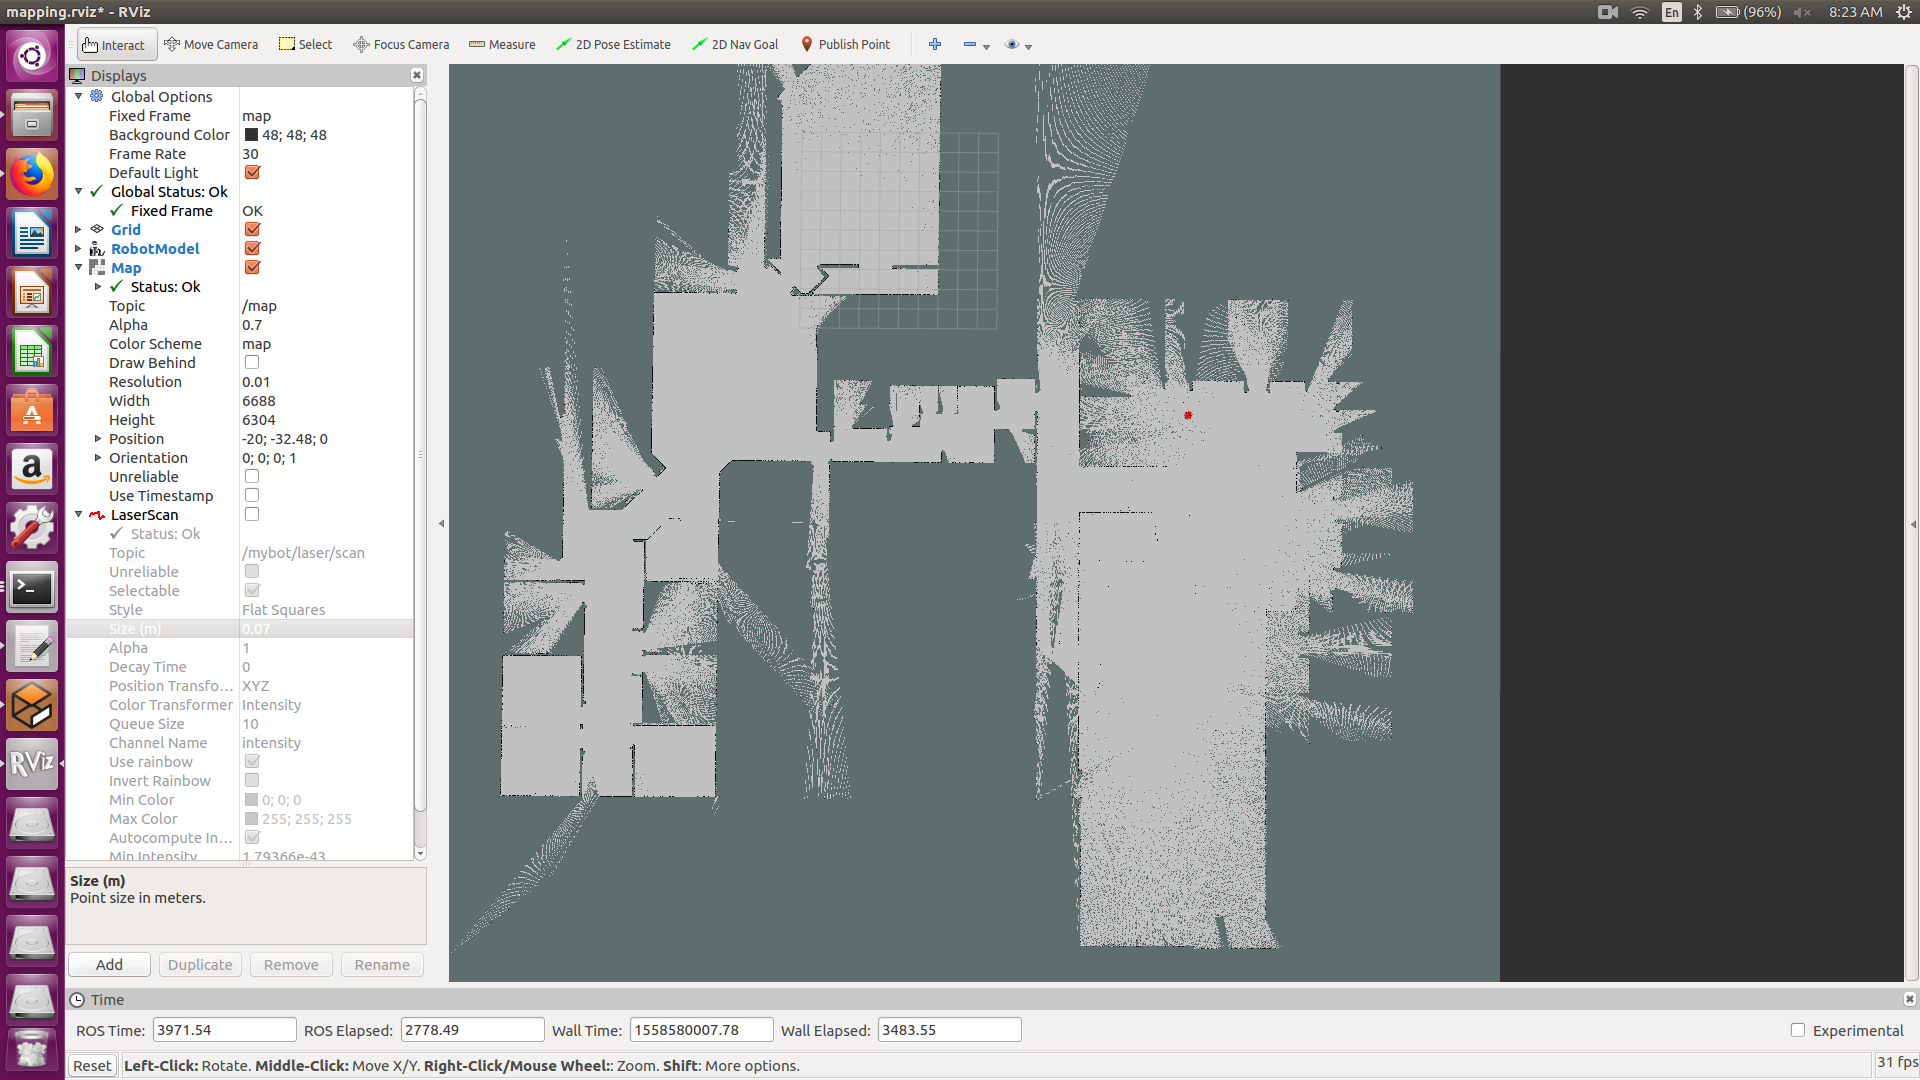 mapping.rviz* - RViz
En
(96%)
8:23 AM
Interact
Move Camera
Select
Focus Camera
Measure
2D Pose Estimate
2D Nav Goal
Publish Point
Displays
Global Options
Fixed Frame map
Background Color 48; 48; 48
Frame Rate 30
Default Light
Global Status: Ok
Fixed Frame OK
Grid
RobotModel
Map
Status: Ok
Topic /map
Alpha 0.7
Color Scheme map
Draw Behind
Resolution 0.01
Width 6688
Height 6304
Position -20; -32.48; 0
Orientation 0; 0; 0; 1
Unreliable
Use Timestamp
LaserScan
Status: Ok
Topic /mybot/laser/scan
Unreliable
Selectable
Style Flat Squares
Size (m) 0.07
Alpha 1
Decay Time 0
Position Transfo... XYZ
Color Transformer Intensity
Queue Size 10
Channel Name intensity
Use rainbow
Invert Rainbow
Min Color 0; 0; 0
Max Color 255; 255; 255
Autocompute In...
Min Intensity 1.79366e-43
Size (m)
Point size in meters.
Add
Duplicate
Remove
Rename
Time
ROS Time: 3971.54
ROS Elapsed: 2778.49
Wall Time: 1558580007.78
Wall Elapsed: 3483.55
Experimental
Reset
Left-Click: Rotate. Middle-Click: Move X/Y. Right-Click/Mouse Wheel:: Zoom. Shift: More options.
31 fps
RViz